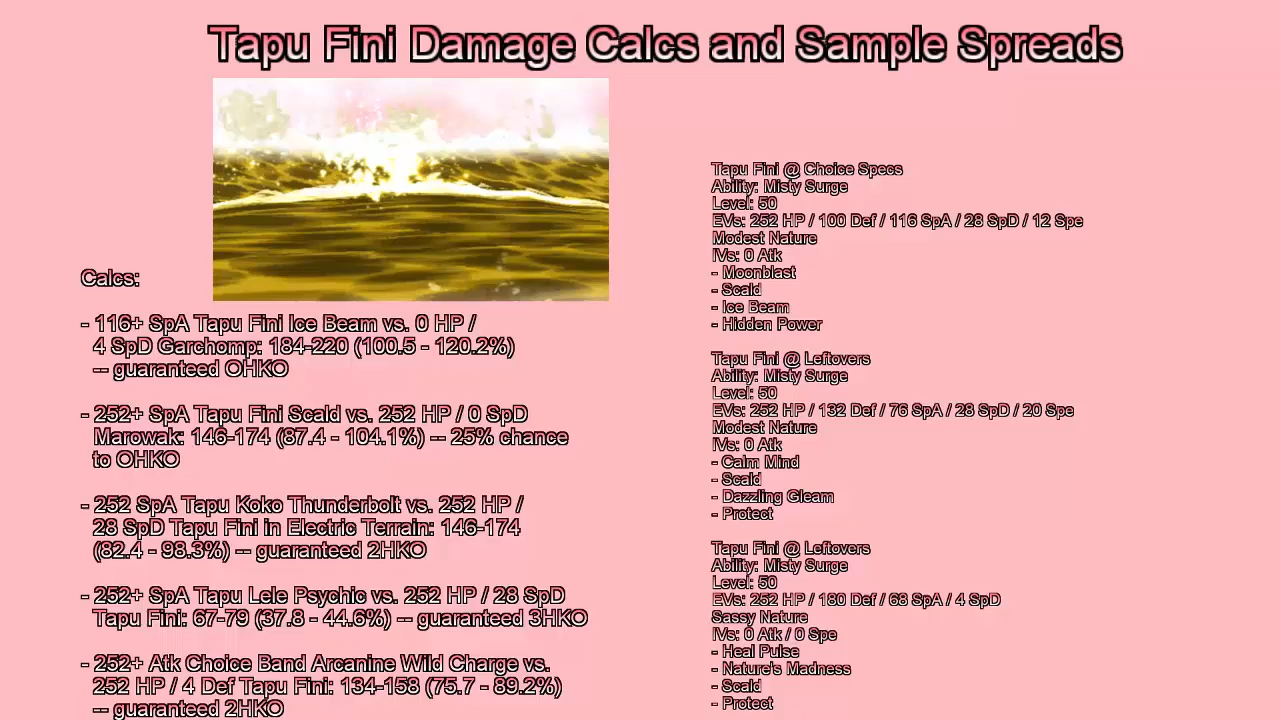 Tapu Fini Damage Calcs and Sample Spreads
Calcs:
- 116+ SpA Tapu Fini Ice Beam vs. 0 HP /
4 SpD Garchomp: 184-220 (100.5 - 120.2%)
-- guaranteed OHKO
- 252+ SpA Tapu Fini Scald vs. 252 HP / 0 SpD
Marowak: 146-174 (87.4 - 104.1%) -- 25% chance
to OHKO
- 252 SpA Tapu Koko Thunderbolt vs. 252 HP /
28 SpD Tapu Fini in Electric Terrain: 146-174
(82.4 - 98.3%) -- guaranteed 2HKO
- 252+ SpA Tapu Lele Psychic vs. 252 HP / 28 SpD
Tapu Fini: 67-79 (37.8 - 44.6%) -- guaranteed 3HKO
- 252+ Atk Choice Band Arcanine Wild Charge vs.
252 HP / 4 Def Tapu Fini: 134-158 (75.7 - 89.2%)
-- guaranteed 2HKO
Tapu Fini @ Choice Specs
Ability: Misty Surge
Level: 50
EVs: 252 HP / 100 Def / 116 SpA / 28 SpD / 12 Spe
Modest Nature
IVs: 0 Atk
- Moonblast
- Scald
- Ice Beam
- Hidden Power
Tapu Fini @ Leftovers
Ability: Misty Surge
Level: 50
EVs: 252 HP / 132 Def / 76 SpA / 28 SpD / 20 Spe
Modest Nature
IVs: 0 Atk
- Calm Mind
- Scald
- Dazzling Gleam
- Protect
Tapu Fini @ Leftovers
Ability: Misty Surge
Level: 50
EVs: 252 HP / 180 Def / 68 SpA / 4 SpD
Sassy Nature
IVs: 0 Atk / 0 Spe
- Heal Pulse
- Nature's Madness
- Scald
- Protect